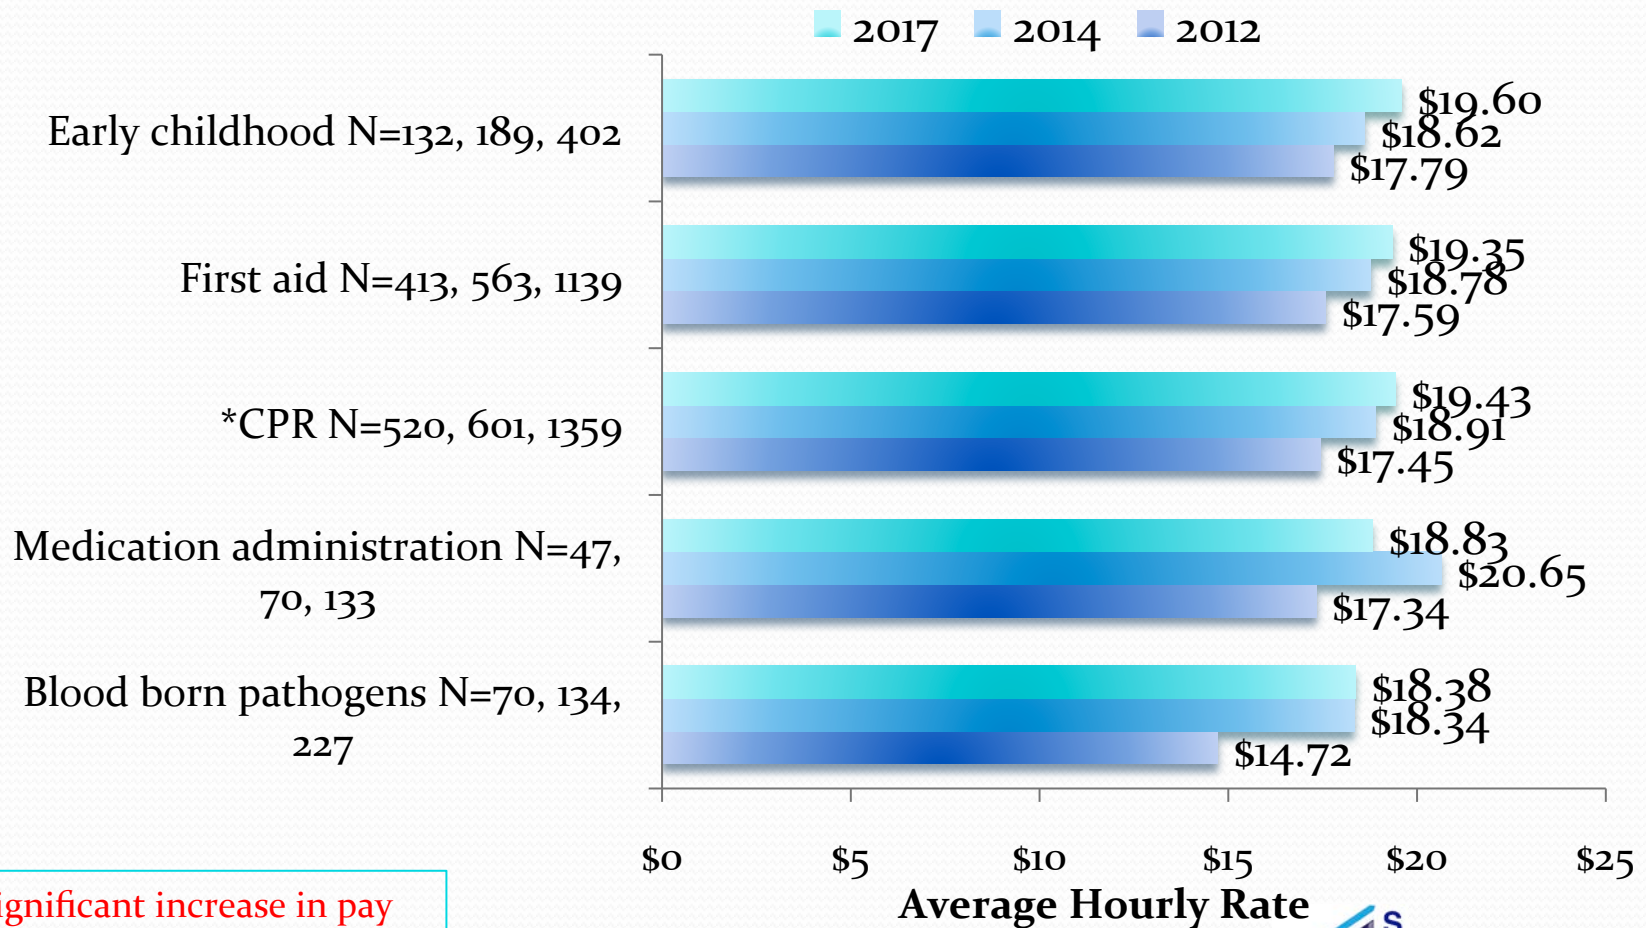 2017 2014 2012
Early childhood N=132, 189, 402
$19.60
$18.62
$17.79
First aid N=413, 563, 1139
$19.35
$18.78
$17.59
*CPR N=520, 601, 1359
$19.43
$18.91
$17.45
Medication administration N=47,
70, 133
$18.83
$20.65
$17.34
Blood born pathogens N=70, 134,
227
$18.38
$18.34
$14.72
$0 $5 $10 $15 $20 $25
Average Hourly Rate
ignificant increase in pay
S